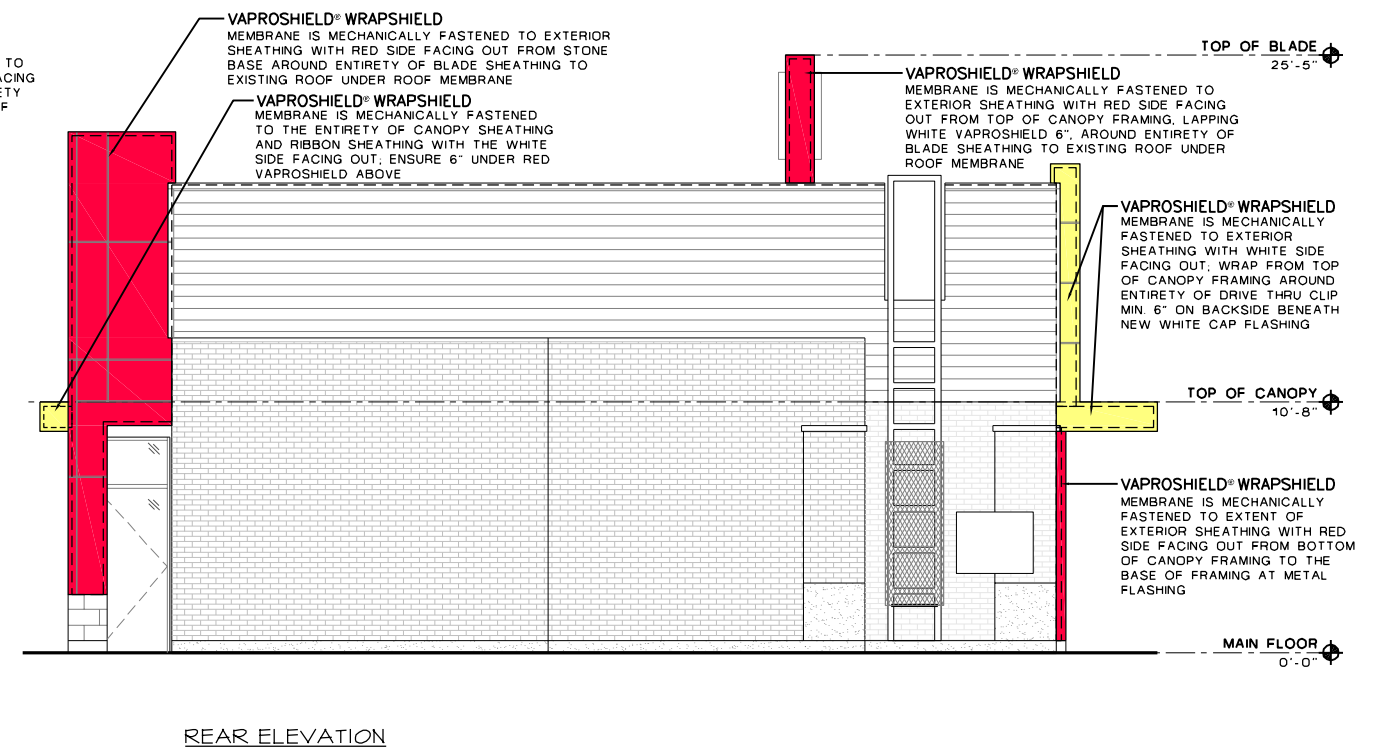 TO
ACING
ETY
F
VAPROSHIELD® WRAPSHIELD
MEMBRANE IS MECHANICALLY FASTENED TO EXTERIOR
SHEATHING WITH RED SIDE FACING OUT FROM STONE
BASE AROUND ENTIRETY OF BLADE SHEATHING TO
EXISTING ROOF UNDER ROOF MEMBRANE
VAPROSHIELD® WRAPSHIELD
MEMBRANE IS MECHANICALLY FASTENED
TO THE ENTIRETY OF CANOPY SHEATHING
AND RIBBON SHEATHING WITH THE WHITE
SIDE FACING OUT; ENSURE 6" UNDER RED
VAPROSHIELD ABOVE
TOP OF BLADE
25'-5"
VAPROSHIELD® WRAPSHIELD
MEMBRANE IS MECHANICALLY FASTENED TO
EXTERIOR SHEATHING WITH RED SIDE FACING
OUT FROM TOP OF CANOPY FRAMING, LAPPING
WHITE VAPROSHIELD 6", AROUND ENTIRETY OF
BLADE SHEATHING TO EXISTING ROOF UNDER
ROOF MEMBRANE
VAPROSHIELD® WRAPSHIELD
MEMBRANE IS MECHANICALLY
FASTENED TO EXTERIOR
SHEATHING WITH WHITE SIDE
FACING OUT; WRAP FROM TOP
OF CANOPY FRAMING AROUND
ENTIRETY OF DRIVE THRU CLIP
MIN. 6" ON BACKSIDE BENEATH
NEW WHITE CAP FLASHING
TOP OF CANOPY
10'-8"
VAPROSHIELD® WRAPSHIELD
MEMBRANE IS MECHANICALLY
FASTENED TO EXTENT OF
EXTERIOR SHEATHING WITH RED
SIDE FACING OUT FROM BOTTOM
OF CANOPY FRAMING TO THE
BASE OF FRAMING AT METAL
FLASHING
MAIN FLOOR
0'-0"
REAR ELEVATION